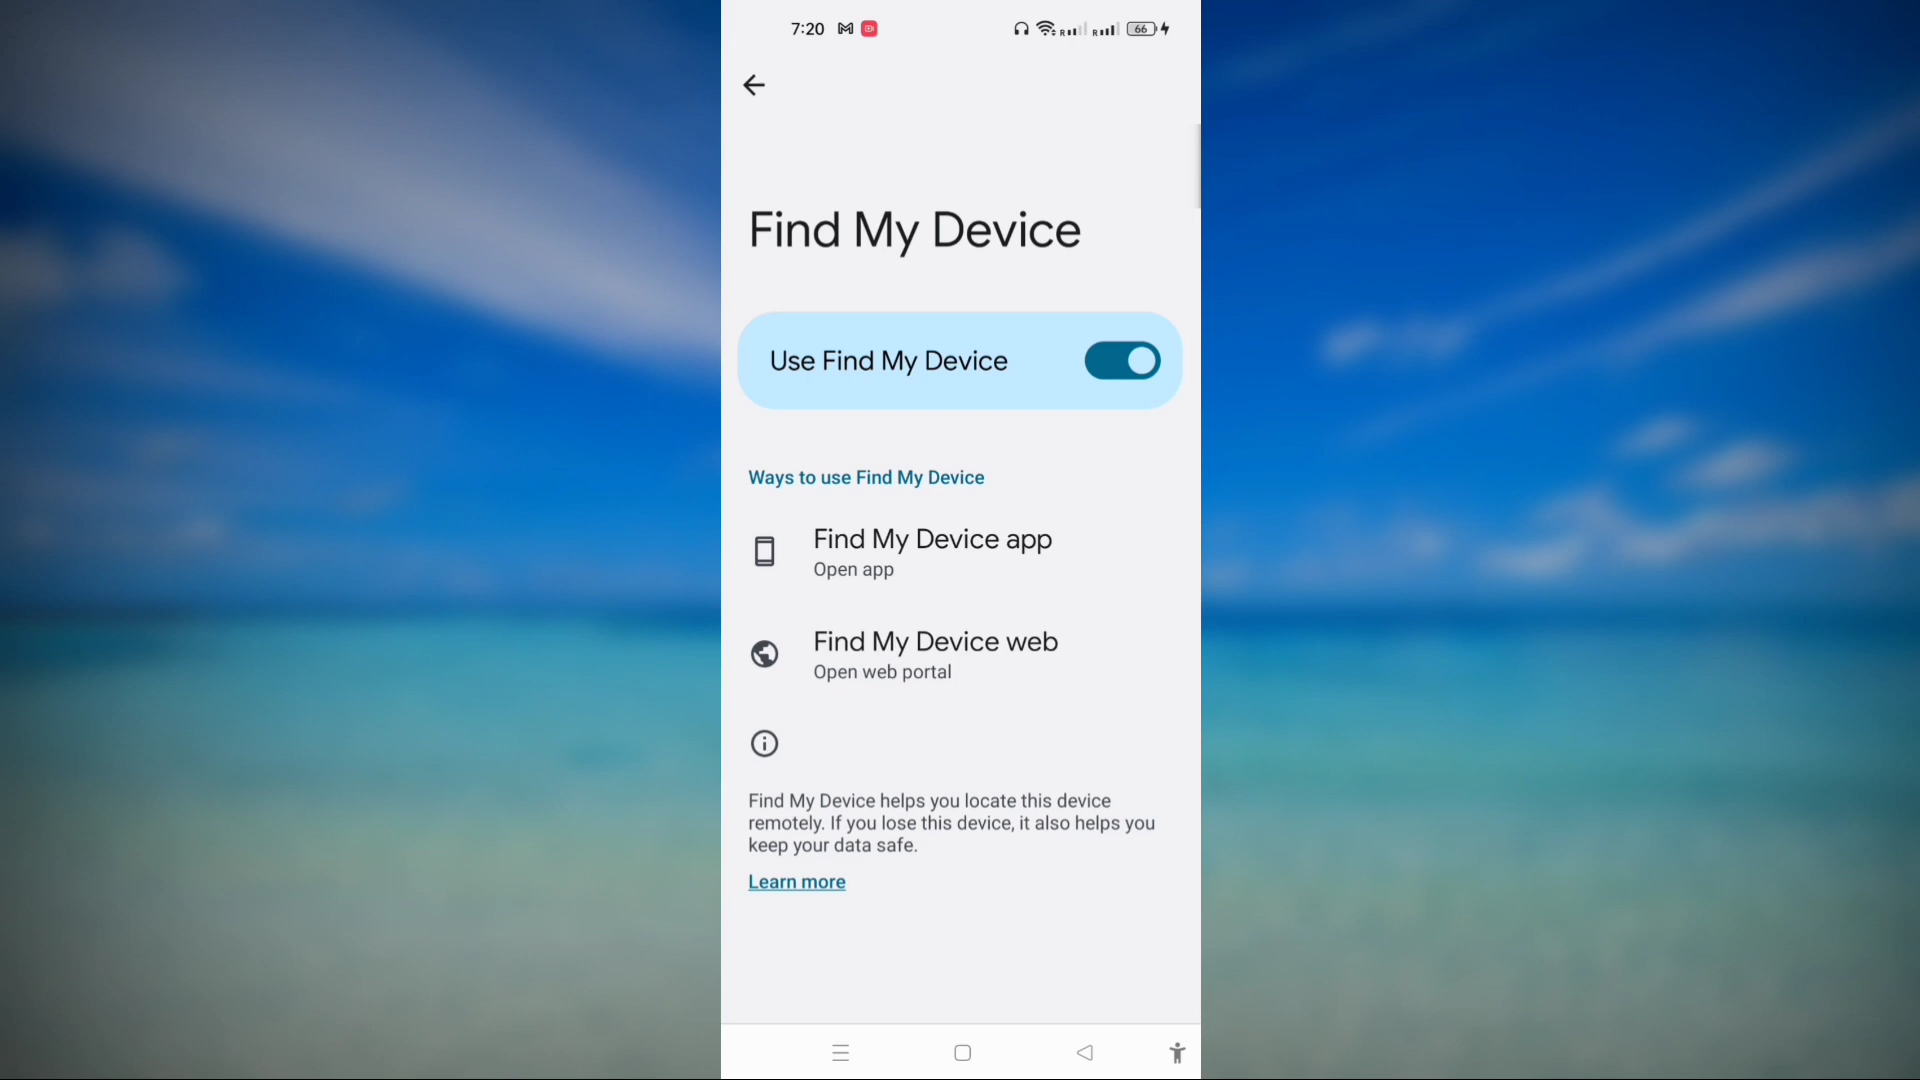 7:20
R R 66
Find My Device
Use Find My Device
Ways to use Find My Device
Find My Device app
Open app
Find My Device web
Open web portal
Find My Device helps you locate this device
remotely. If you lose this device, it also helps you
keep your data safe.
Learn more